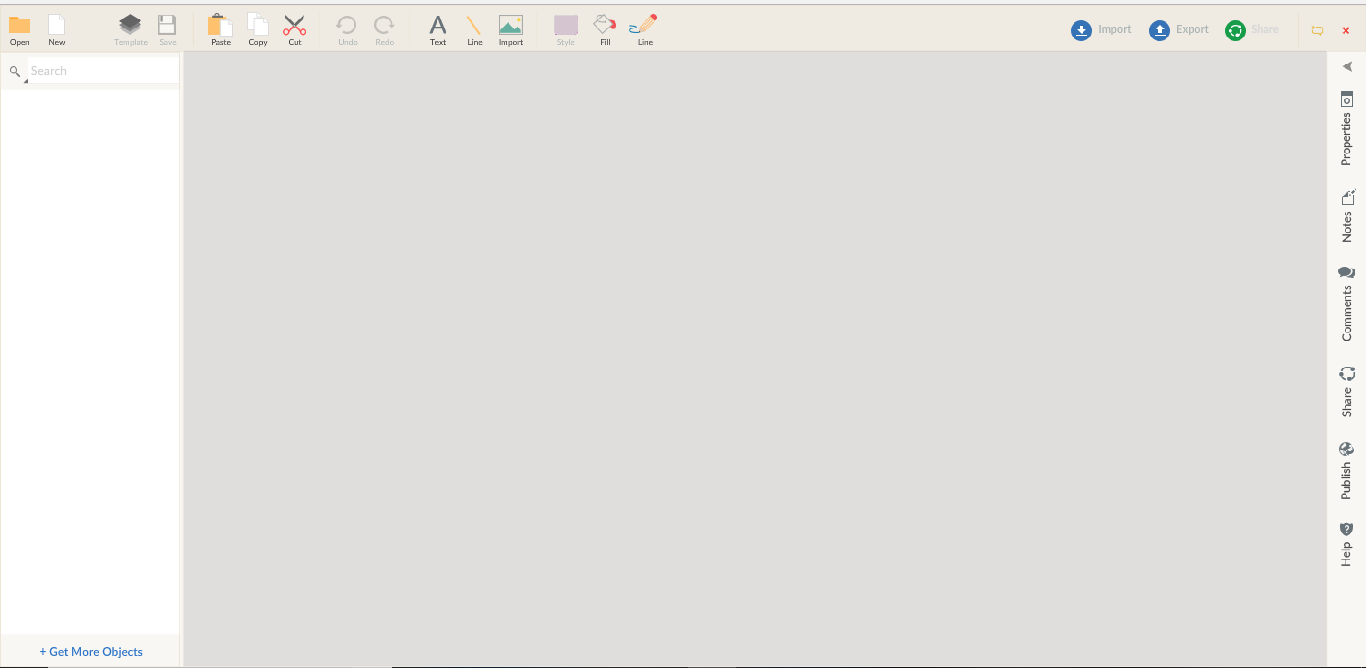 Open New Template Save Paste Copy Cut Undo Redo Text Line Import Style Fill Line
Import Export Share
Search
Properties
Notes
Comments
Share
Publish
Help
+ Get More Objects